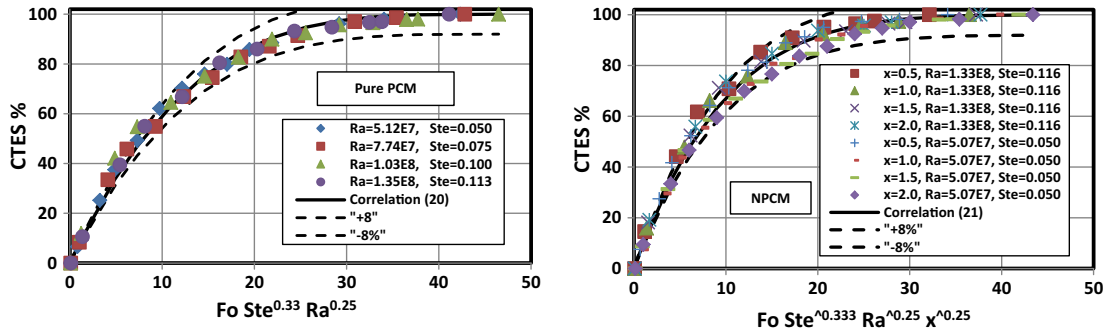 CTES %
100
80
60
40
20
0
Pure PCM
Ra=5.12E7, Ste=0.050
Ra=7.74E7, Ste=0.075
Ra=1.03E8, Ste=0.100
Ra=1.35E8, Ste=0.113
Correlation (20)
"+8"
"-8%"
0 10 20 30 40 50
Fo Ste^0.33 Ra^0.25
CTES %
100
80
60
40
20
0
x=0.5, Ra=1.33E8, Ste=0.116
x=1.0, Ra=1.33E8, Ste=0.116
x=1.5, Ra=1.33E8, Ste=0.116
x=2.0, Ra=1.33E8, Ste=0.116
x=0.5, Ra=5.07E7, Ste=0.050
x=1.0, Ra=5.07E7, Ste=0.050
x=1.5, Ra=5.07E7, Ste=0.050
x=2.0, Ra=5.07E7, Ste=0.050
Correlation (21)
"+8%"
"-8%"
NPCM
0 10 20 30 40 50
Fo Ste^0.333 Ra^0.25 x^0.25